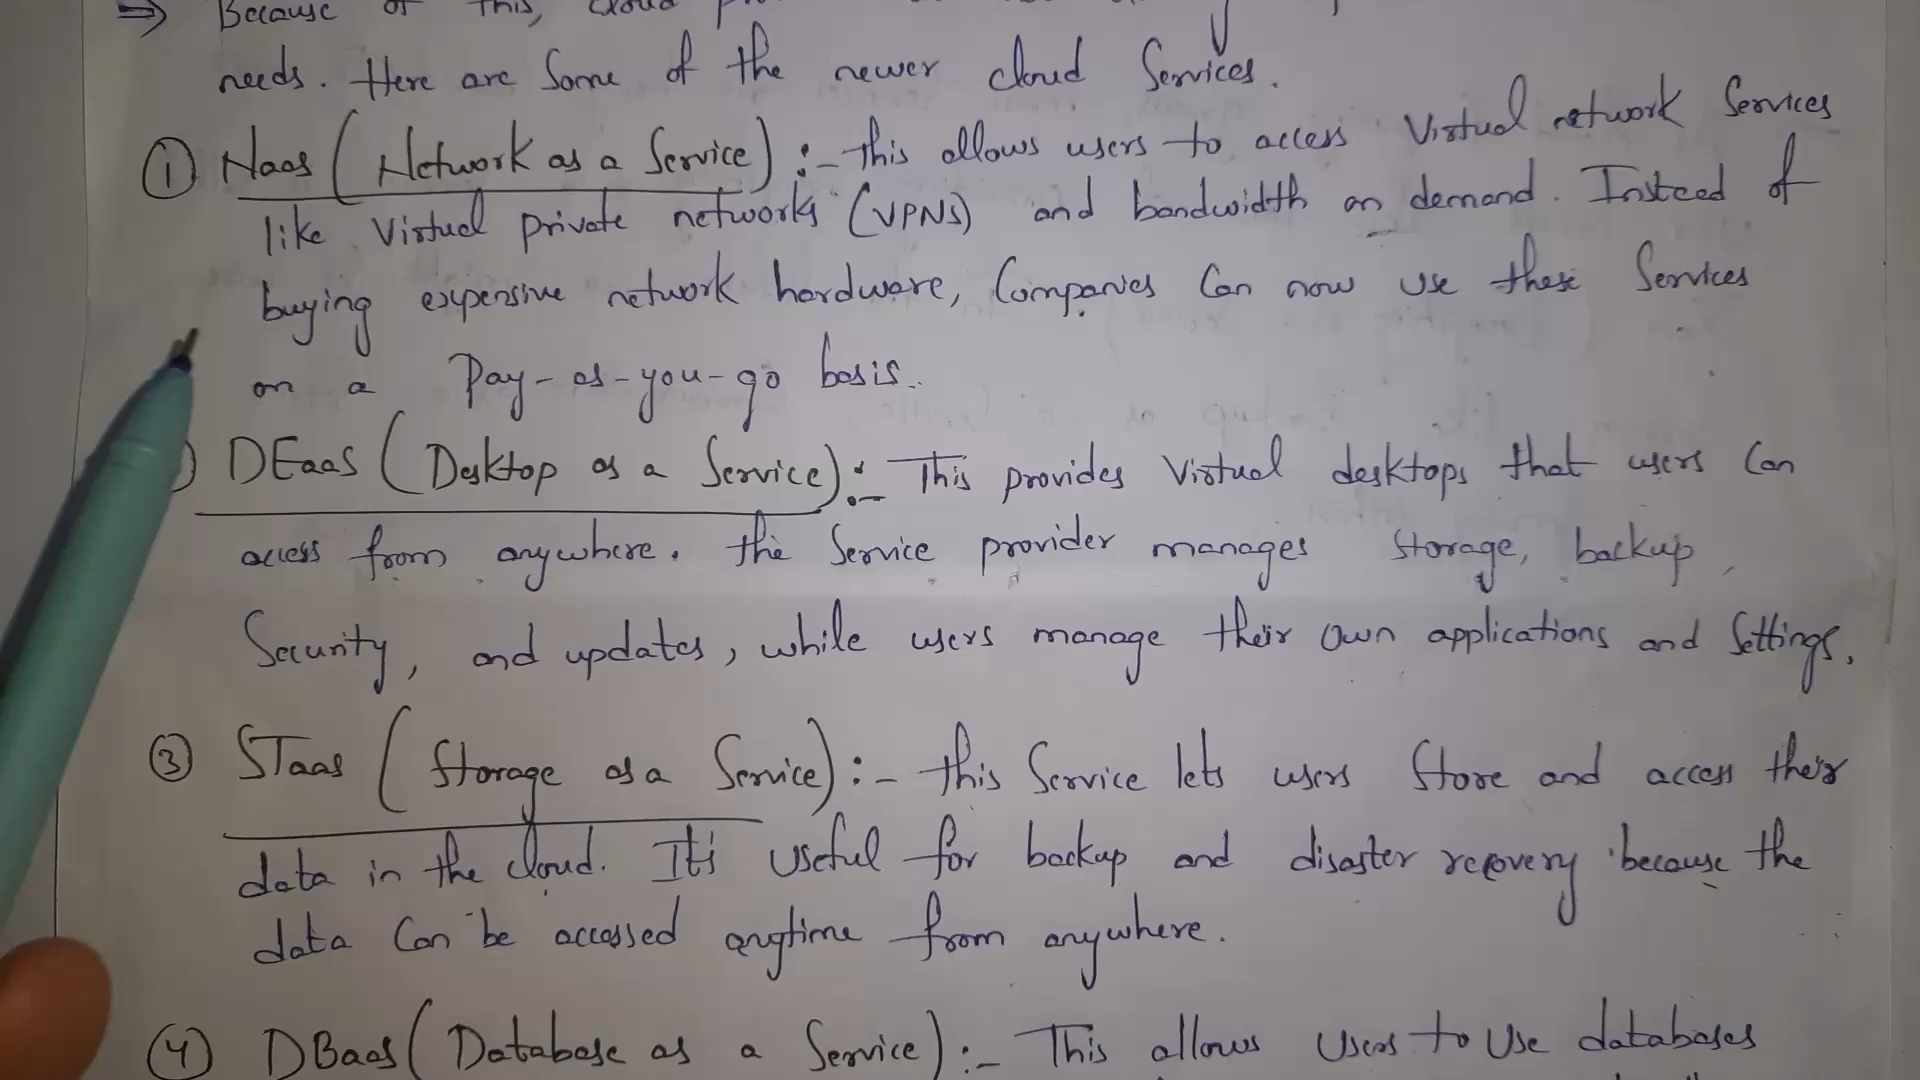 ⇒ Because of this, cloud
needs. Here are Some of the newer cloud Services.
① Naas (Network as a Service) :- this allows users to access Virtual network Services
like Virtual private networks (VPNs) and bandwidth on demand. Instead of
buying expensive network hardware, Companies Can now use these Services
on a Pay-as-you-go basis.
DEaas (Desktop as a Service) :- This provides Virtual desktops that users Can
access from anywhere. the Service provider manages storage, backup,
Security, and updates, while users manage their own applications and Settings.
③ STaas (Storage as a Service) :- this Service lets users Store and access their
data in the cloud. It's useful for backup and disaster recovery because the
data Can be accessed anytime from anywhere.
④ DBaas (Database as a Service) :- This allows Users to Use databases